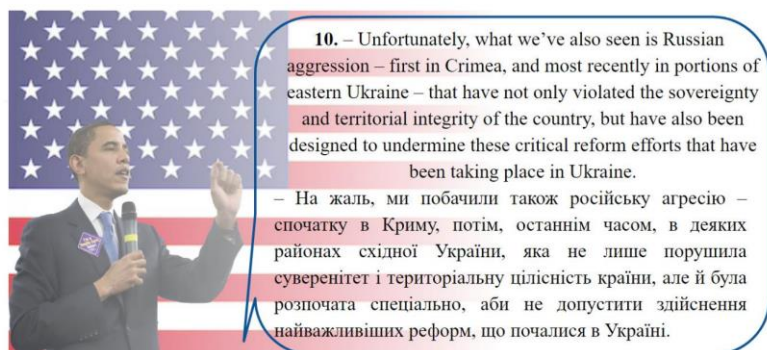 10. – Unfortunately, what we’ve also seen is Russian
aggression – first in Crimea, and most recently in portions of
eastern Ukraine – that have not only violated the sovereignty
and territorial integrity of the country, but have also been
designed to undermine these critical reform efforts that have
been taking place in Ukraine.
– На жаль, ми побачили також російську агресію –
спочатку в Криму, потім, останнім часом, в деяких
районах східної України, яка не лише порушила
суверенітет і територіальну цілісність країни, але й була
розпочата спеціально, аби не допустити здійснення
найважливіших реформ, що почалися в Україні.